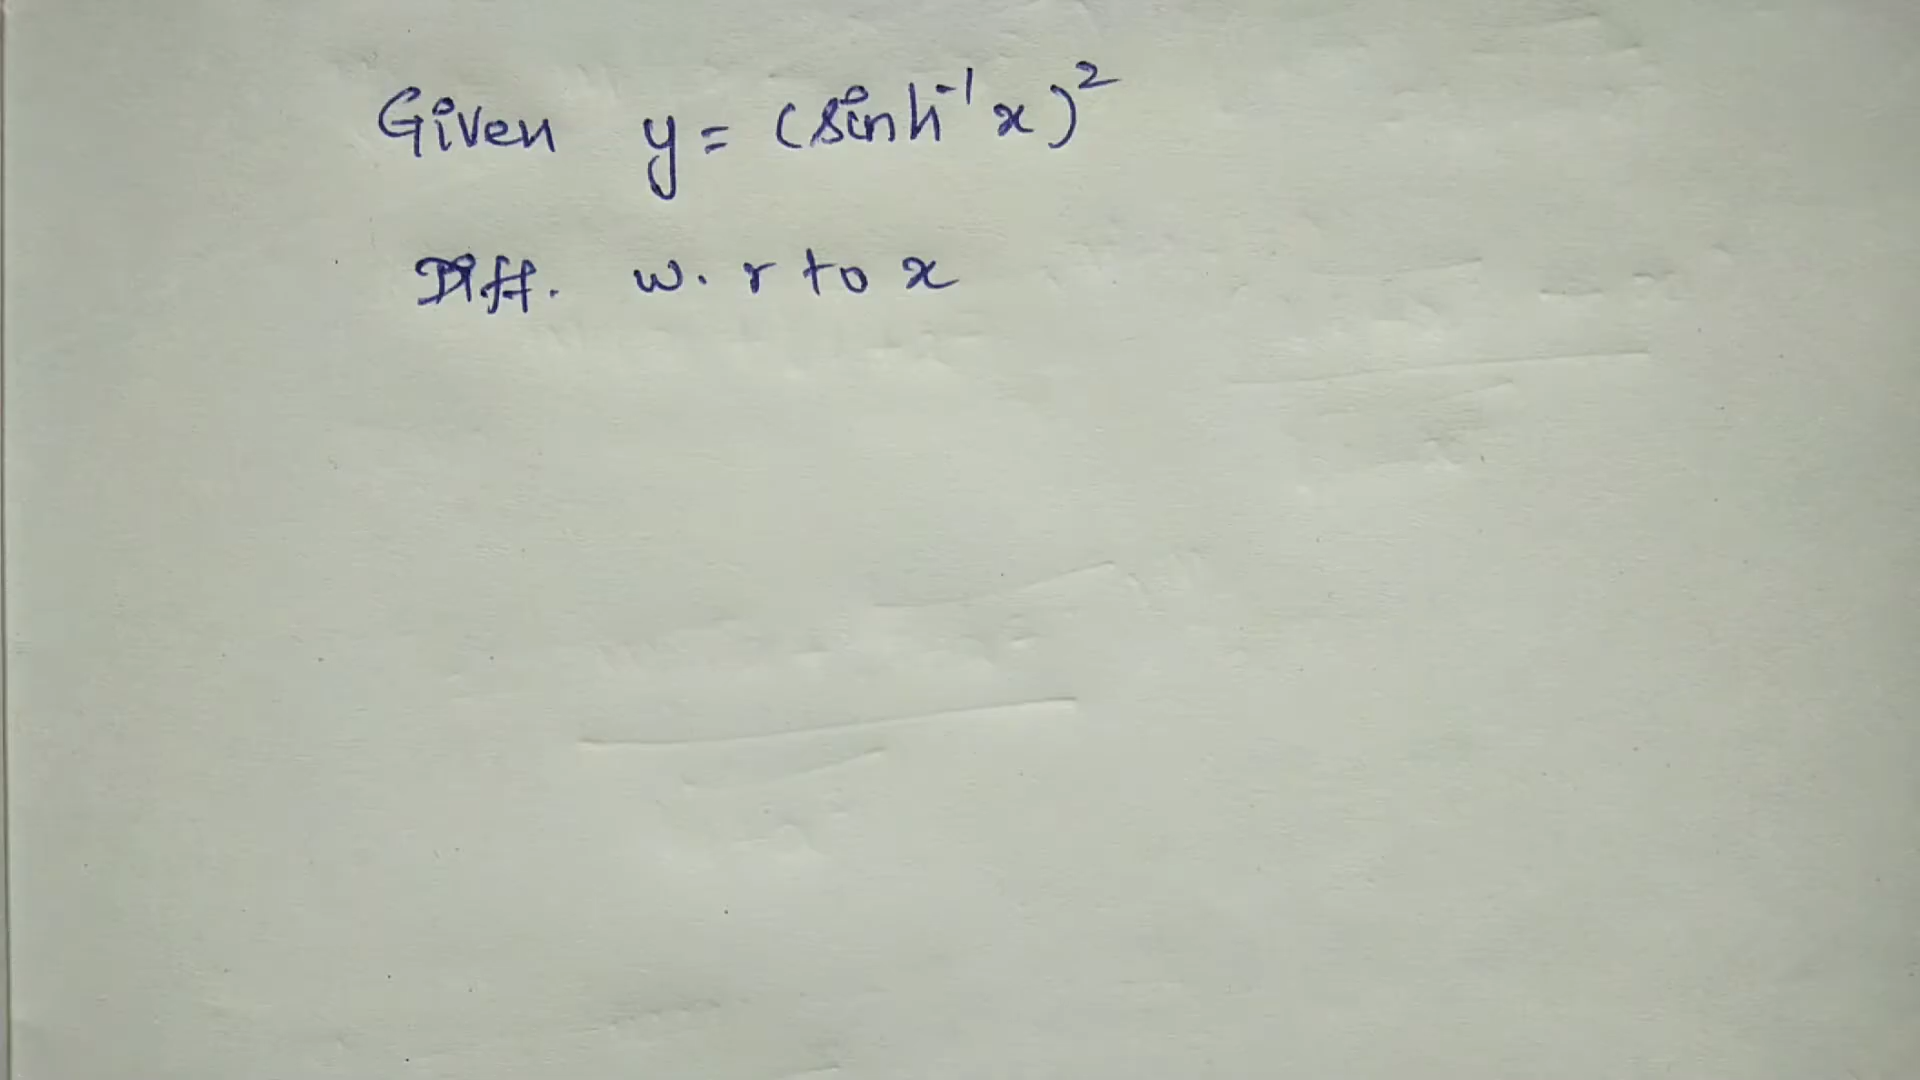 Given y = (sinh⁻¹x)²
Diff. w.r to x